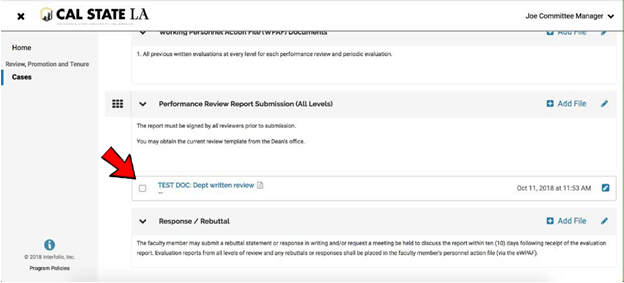 CAL STATE LA
Joe Committee Manager
Home
Review, Promotion and Tenure
Cases
Working Personnel Action File (WPAF) Documents
Add File
1. All previous written evaluations at every level for each performance review and periodic evaluation.
Performance Review Report Submission (All Levels)
Add File
The report must be signed by all reviewers prior to submission.
You may obtain the current review template from the Dean's office.
TEST DOC: Dept written review
--
Oct 11, 2018 at 11:53 AM
Response / Rebuttal
Add File
The faculty member may submit a rebuttal statement or response in writing and/or request a meeting be held to discuss the report within ten (10) days following receipt of the evaluation
report. Evaluation reports from all levels of review and any rebuttals or responses shall be placed in the faculty member's personnel action file (via the eWPAF).
© 2018 Interfolio, Inc.
Program Policies